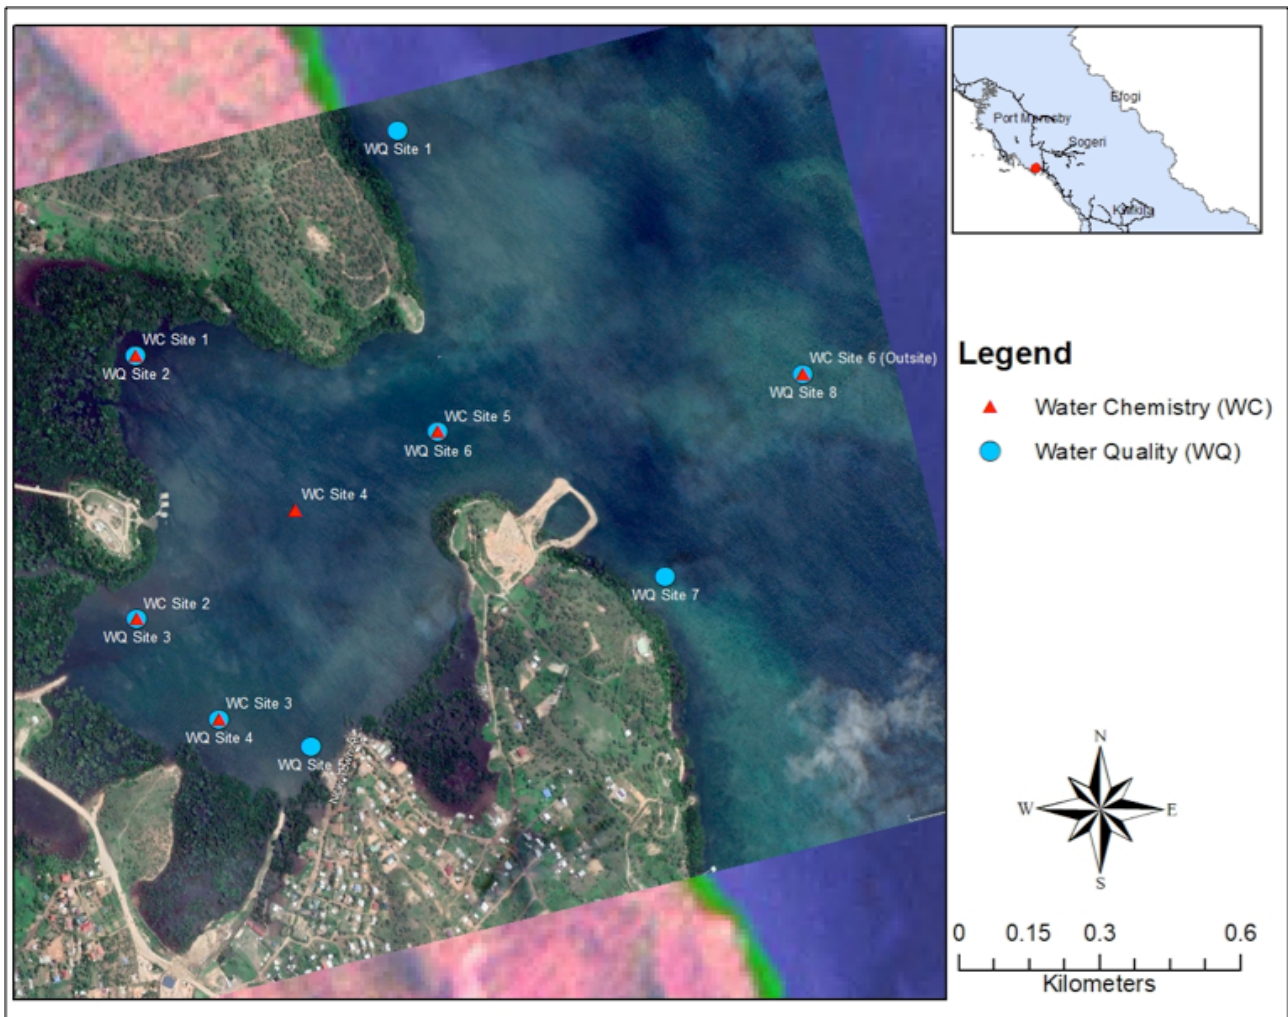 WQ Site 1
WC Site 1
WQ Site 2
WC Site 6 (Outsite)
WQ Site 8
WC Site 5
WQ Site 6
WC Site 4
WQ Site 7
WC Site 2
WQ Site 3
WC Site 3
WQ Site 4
WQ Site
Efogi
Port Moresby
Sogeri
Legend
Water Chemistry (WC)
Water Quality (WQ)
N
W
E
S
0 0.15 0.3 0.6
Kilometers